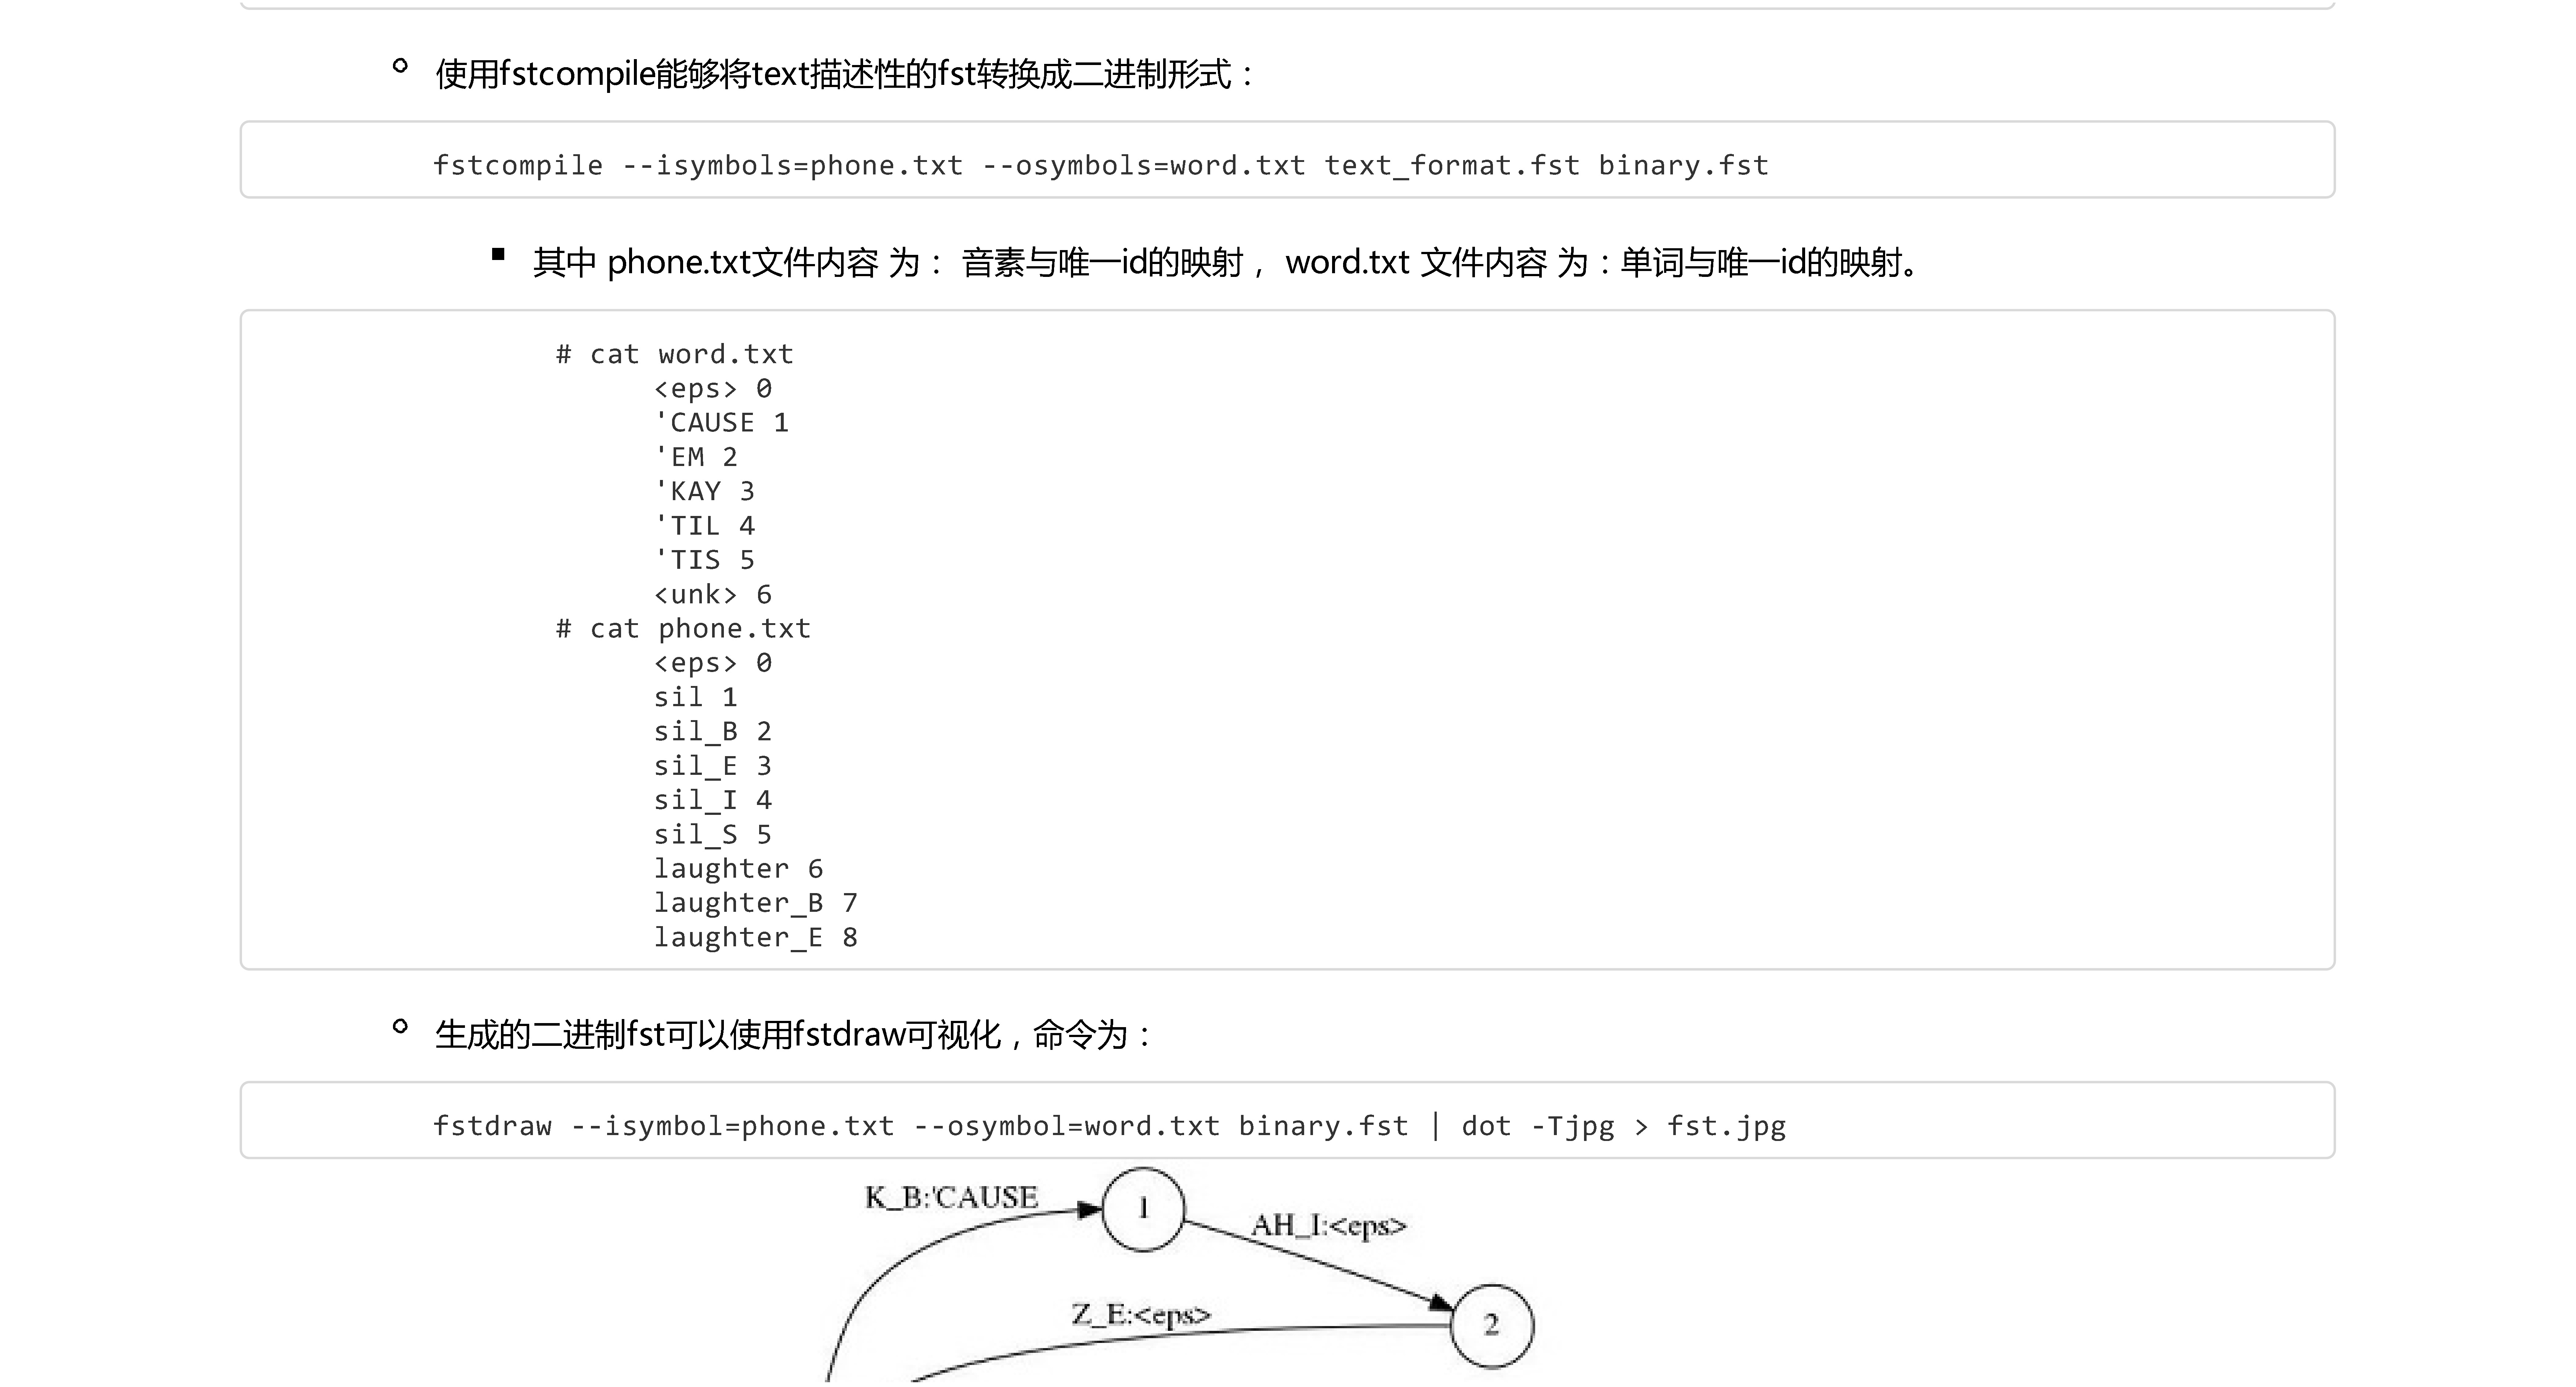 使用fstcompile能够将text描述性的fst转换成二进制形式：
fstcompile --isymbols=phone.txt --osymbols=word.txt text_format.fst binary.fst
其中 phone.txt文件内容 为： 音素与唯一id的映射， word.txt 文件内容 为：单词与唯一id的映射。
# cat word.txt
<eps> 0
'CAUSE 1
'EM 2
'KAY 3
'TIL 4
'TIS 5
<unk> 6
# cat phone.txt
<eps> 0
sil 1
sil_B 2
sil_E 3
sil_I 4
sil_S 5
laughter 6
laughter_B 7
laughter_E 8
生成的二进制fst可以使用fstdraw可视化，命令为：
fstdraw --isymbol=phone.txt --osymbol=word.txt binary.fst | dot -Tjpg > fst.jpg
K_B:'CAUSE
1
AH_I:<eps>
Z_E:<eps>
2